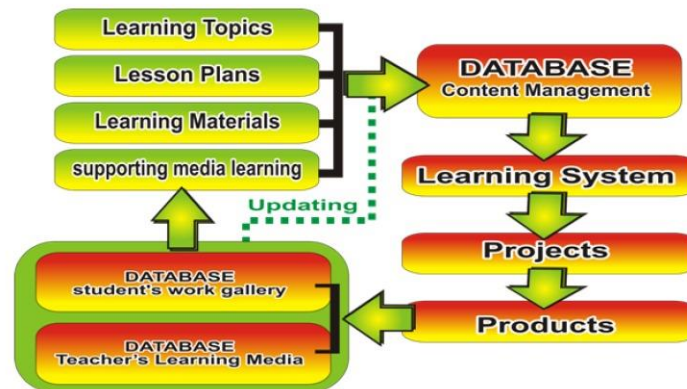 Learning Topics
Lesson Plans
Learning Materials
supporting media learning
DATABASE
Content Management
Learning System
Projects
Products
Updating
DATABASE
student's work gallery
DATABASE
Teacher's Learning Media